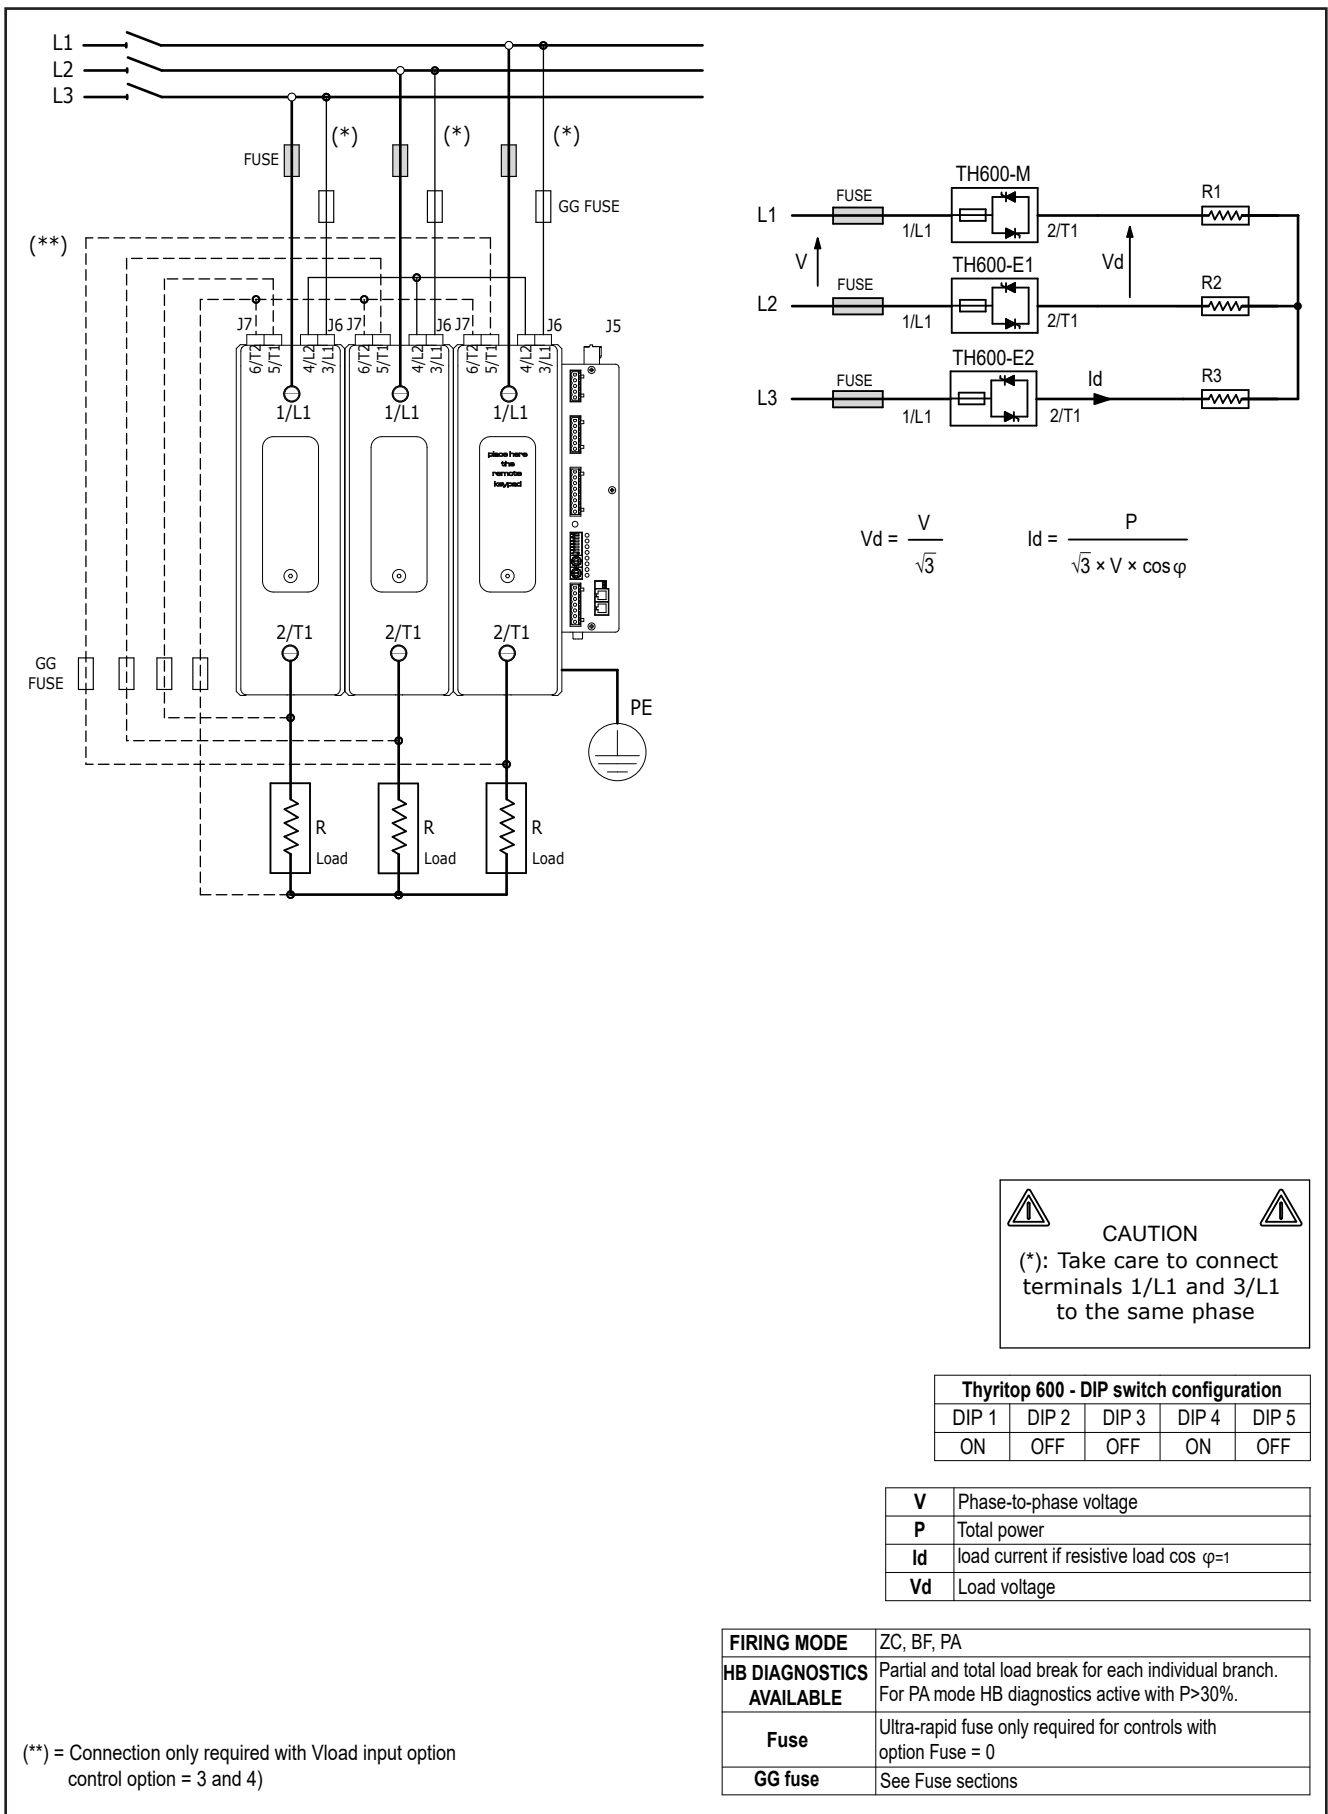 L1
L2
L3
(*)
(*)
(*)
FUSE
GG FUSE
(**)
J7
J6
J7
J6
J7
J6
J5
6/T2
5/T1
4/L2
3/L1
6/T2
5/T1
4/L2
3/L1
6/T2
5/T1
4/L2
3/L1
1/L1
1/L1
1/L1
place here
the
remote
keypad
2/T1
2/T1
2/T1
GG
FUSE
PE
R
Load
R
Load
R
Load
TH600-M
FUSE
R1
L1
1/L1
2/T1
V
Vd
TH600-E1
FUSE
R2
L2
1/L1
2/T1
TH600-E2
FUSE
Id
R3
L3
1/L1
2/T1
Vd = V / √3
Id = P / √3 × V × cos φ
CAUTION
(*): Take care to connect
terminals 1/L1 and 3/L1
to the same phase
Thyritop 600 - DIP switch configuration
DIP 1 DIP 2 DIP 3 DIP 4 DIP 5
ON OFF OFF ON OFF
V Phase-to-phase voltage
P Total power
Id load current if resistive load cos φ=1
Vd Load voltage
FIRING MODE ZC, BF, PA
HB DIAGNOSTICS
AVAILABLE
Partial and total load break for each individual branch.
For PA mode HB diagnostics active with P>30%.
Fuse
Ultra-rapid fuse only required for controls with
option Fuse = 0
GG fuse See Fuse sections
(**) = Connection only required with Vload input option
control option = 3 and 4)